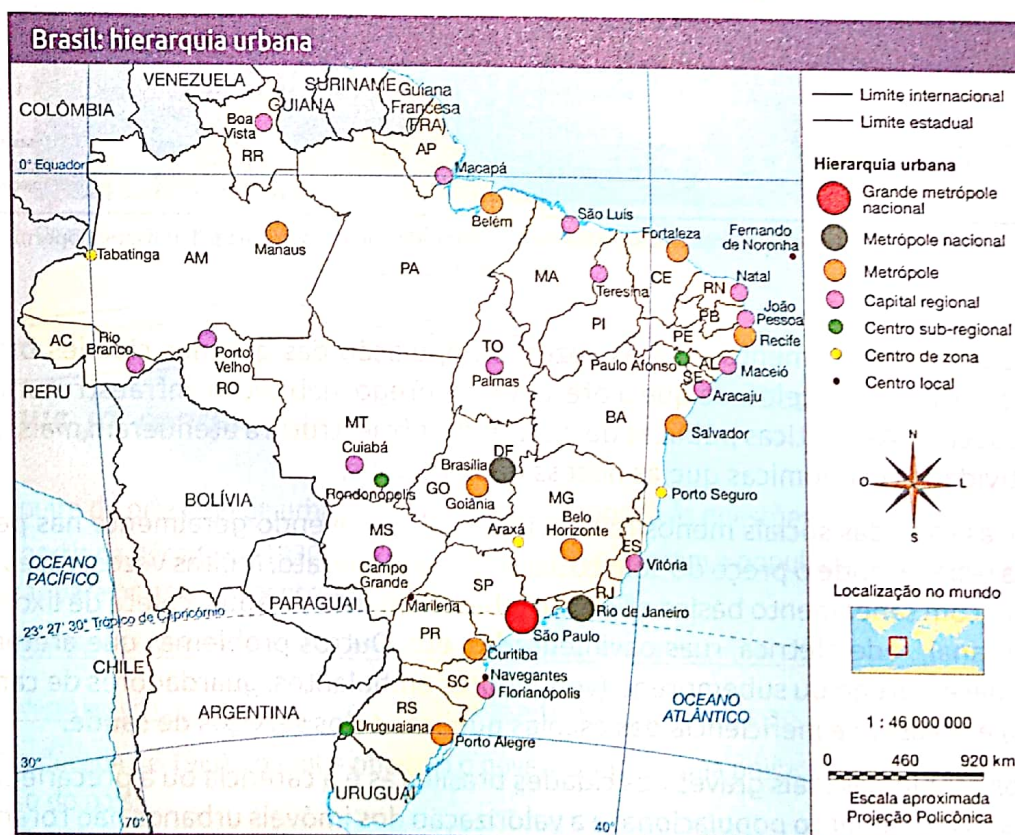 Brasil: hierarquia urbana
VENEZUELA
SURINAME
COLÔMBIA
GUIANA
Guiana
Francesa
(FRA)
Boa
Vista
RR
AP
0° Equador
Macapá
Belém
São Luís
Manaus
Fortaleza
Fernando
de Noronha
Tabatinga
AM
PA
MA
CE
RN
Natal
Teresina
PB
João
Pessoa
AC
Rio
Branco
Porto
Velho
PI
PE
Recife
TO
Paulo Afonso
AL
Maceió
PERU
RO
Palmas
SE
Aracaju
MT
BA
Salvador
Cuiabá
DF
Brasília
Rondonópolis
GO
Goiânia
MG
Porto Seguro
BOLÍVIA
Araxá
Belo
Horizonte
MS
ES
Campo
Grande
Vitória
OCEANO
PACÍFICO
SP
RJ
PARAGUAI
Marilena
Rio de Janeiro
23° 27' 30" Trópico de Capricórnio
São Paulo
PR
Curitiba
CHILE
SC
Navegantes
Florianópolis
ARGENTINA
RS
OCEANO
ATLÂNTICO
Uruguaiana
Porto Alegre
30°
URUGUAI
70°
40°
Limite internacional
Limite estadual
Hierarquia urbana
Grande metrópole
nacional
Metrópole nacional
Metrópole
Capital regional
Centro sub-regional
Centro de zona
Centro local
N
O
L
S
Localização no mundo
1 : 46 000 000
0 460 920 km
Escala aproximada
Projeção Policônica